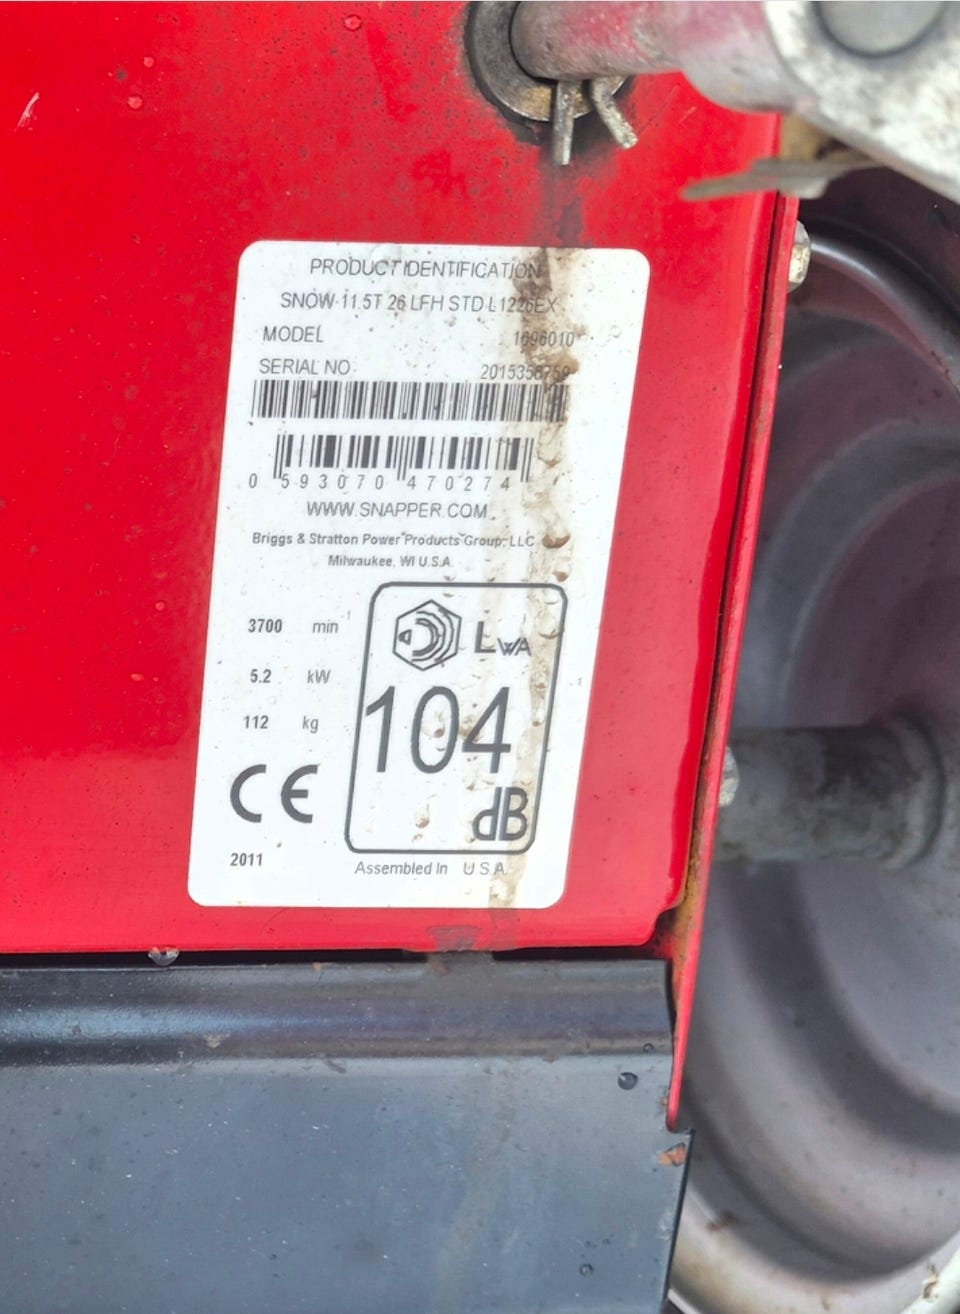 PRODUCT IDENTIFICATION
SNOW 11.5T 26 LFH STD L1226EX
MODEL 1696010
SERIAL NO
0 593070 470274
WWW.SNAPPER.COM
Briggs & Stratton Power Products Group, LLC
Milwaukee, WI U.S.A.
3700 min
LWA
5.2 kW
104
112 kg
dB
CE
2011
Assembled In U.S.A.